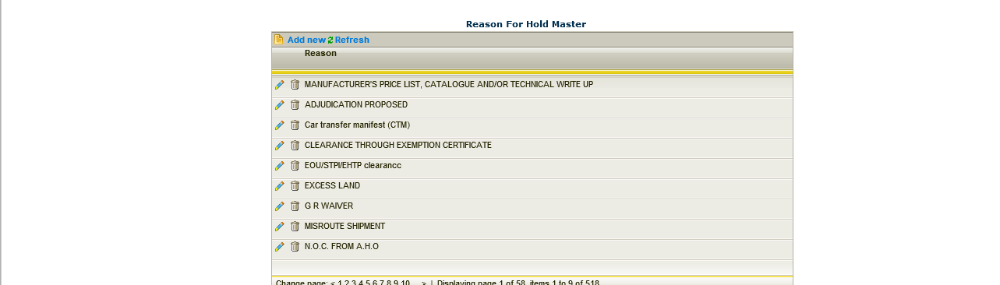 Reason For Hold Master
Add new Refresh
Reason
MANUFACTURER'S PRICE LIST, CATALOGUE AND/OR TECHNICAL WRITE UP
ADJUDICATION PROPOSED
Car transfer manifest (CTM)
CLEARANCE THROUGH EXEMPTION CERTIFICATE
EOU/STPI/EHTP clearancc
EXCESS LAND
G R WAIVER
MISROUTE SHIPMENT
N.O.C. FROM A.H.O
Change page: < 1 2 3 4 5 6 7 8 9 10 ... > | Displaying page 1 of 58, items 1 to 9 of 518.